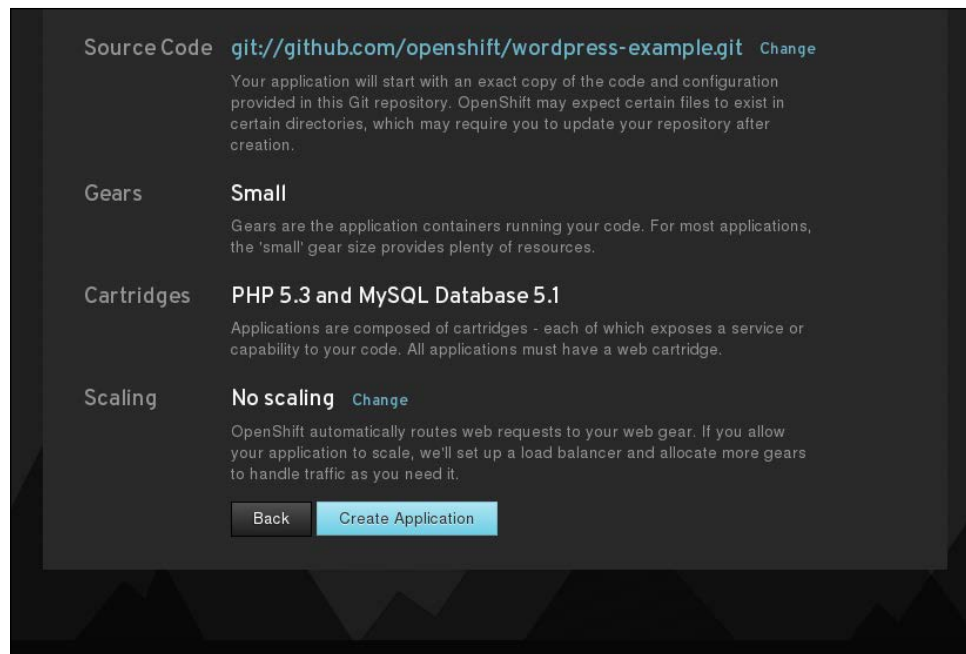 Source Code git://github.com/openshift/wordpress-example.git Change
Your application will start with an exact copy of the code and configuration
provided in this Git repository. OpenShift may expect certain files to exist in
certain directories, which may require you to update your repository after
creation.
Gears Small
Gears are the application containers running your code. For most applications,
the 'small' gear size provides plenty of resources.
Cartridges PHP 5.3 and MySQL Database 5.1
Applications are composed of cartridges - each of which exposes a service or
capability to your code. All applications must have a web cartridge.
Scaling No scaling Change
OpenShift automatically routes web requests to your web gear. If you allow
your application to scale, we'll set up a load balancer and allocate more gears
to handle traffic as you need it.
Back Create Application